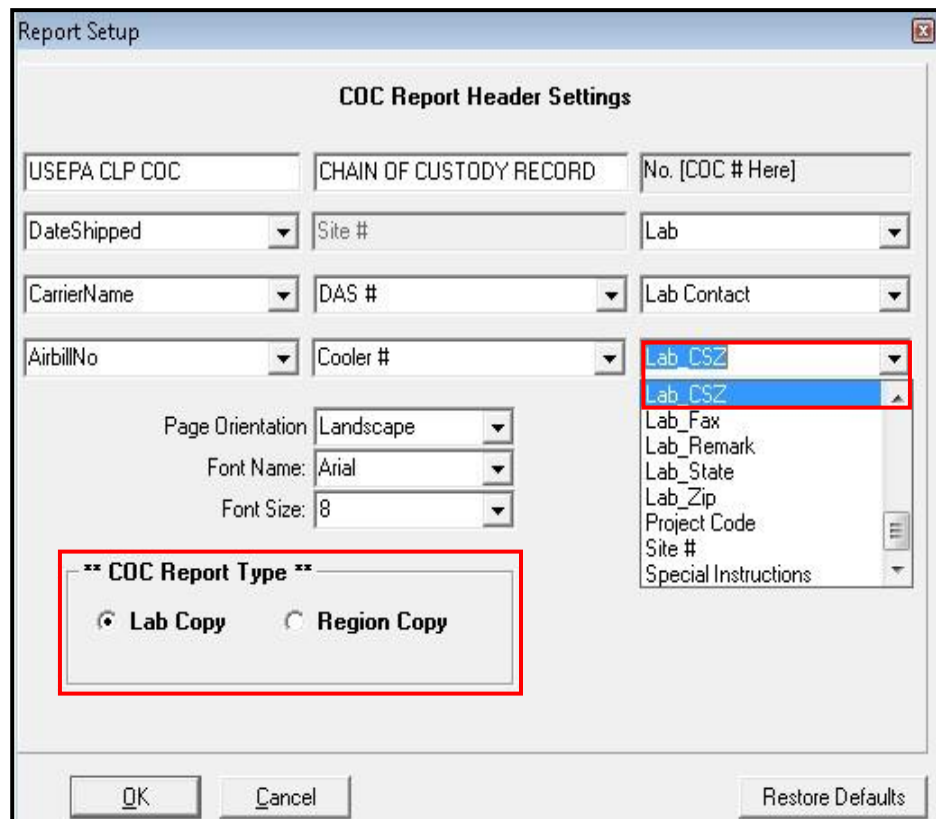 Report Setup
COC Report Header Settings
USEPA CLP COC CHAIN OF CUSTODY RECORD No. [COC # Here]
DateShipped Site # Lab
CarrierName DAS # Lab Contact
AirbillNo Cooler # Lab_CSZ
Lab_CSZ
Lab_Fax
Lab_Remark
Lab_State
Lab_Zip
Project Code
Site #
Special Instructions
Page Orientation Landscape
Font Name: Arial
Font Size: 8
** COC Report Type **
Lab Copy Region Copy
OK Cancel Restore Defaults